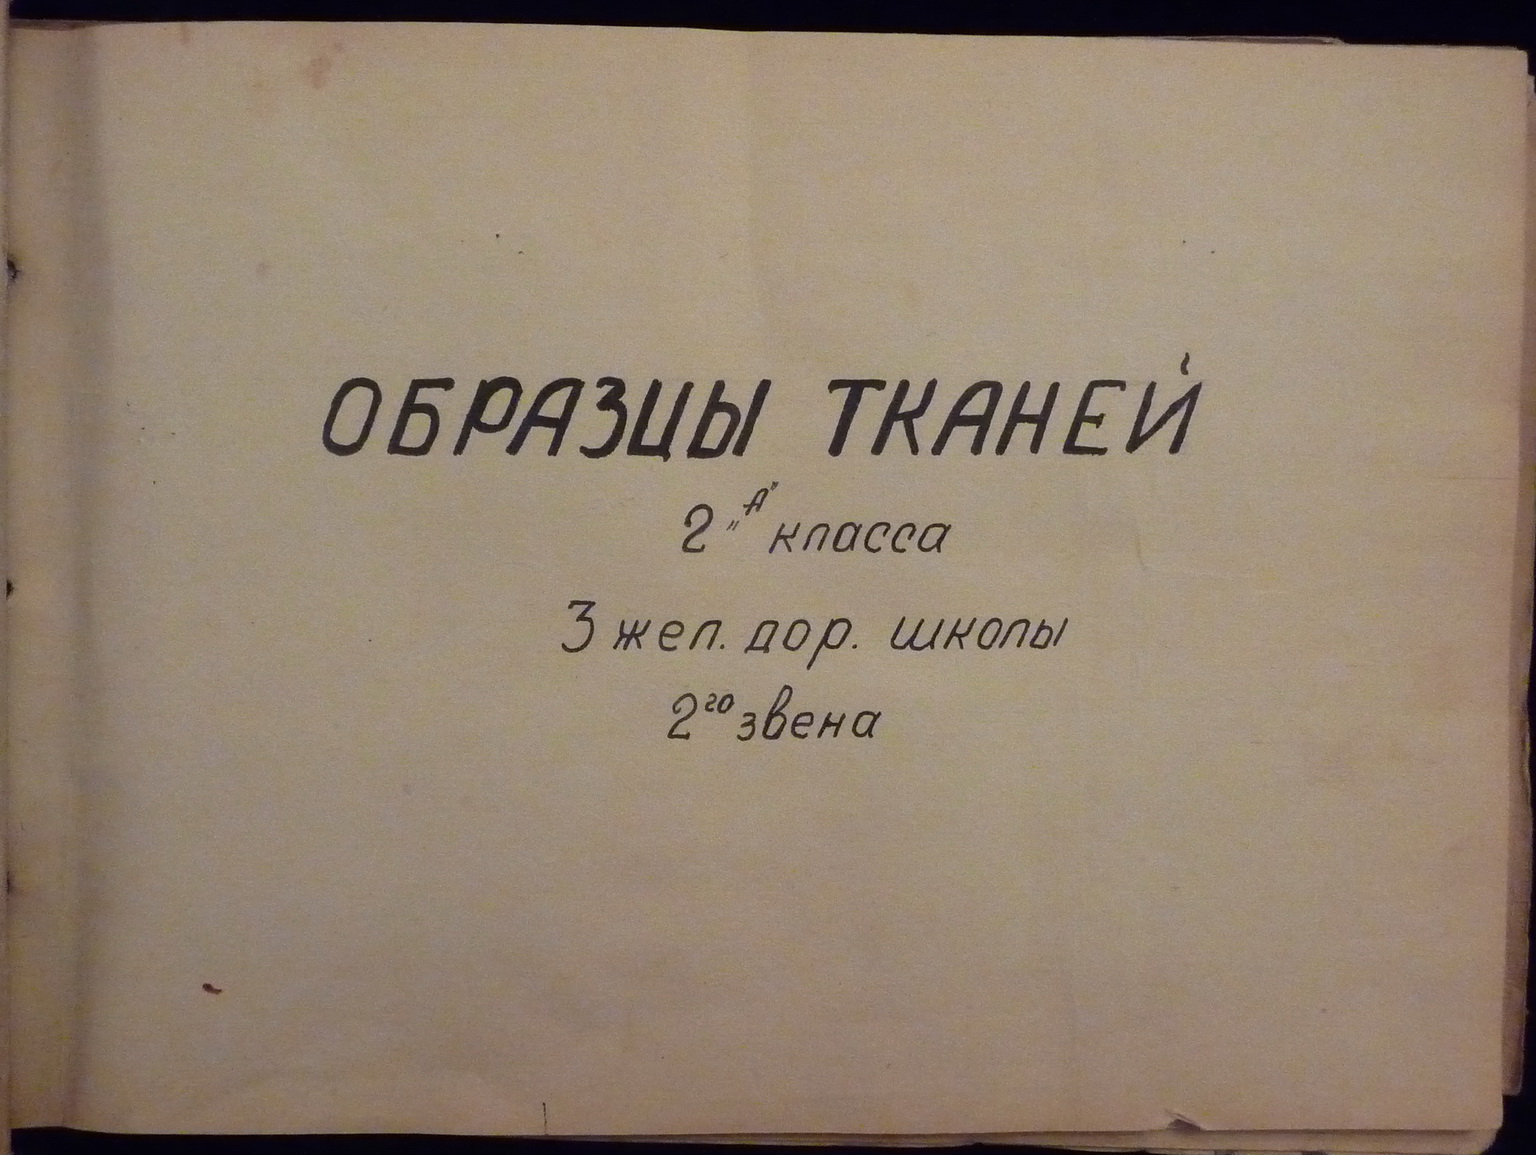 ОБРАЗЦЫ ТКАНЕЙ
2 „А" класса
3 жел. дор. школы
2го звена